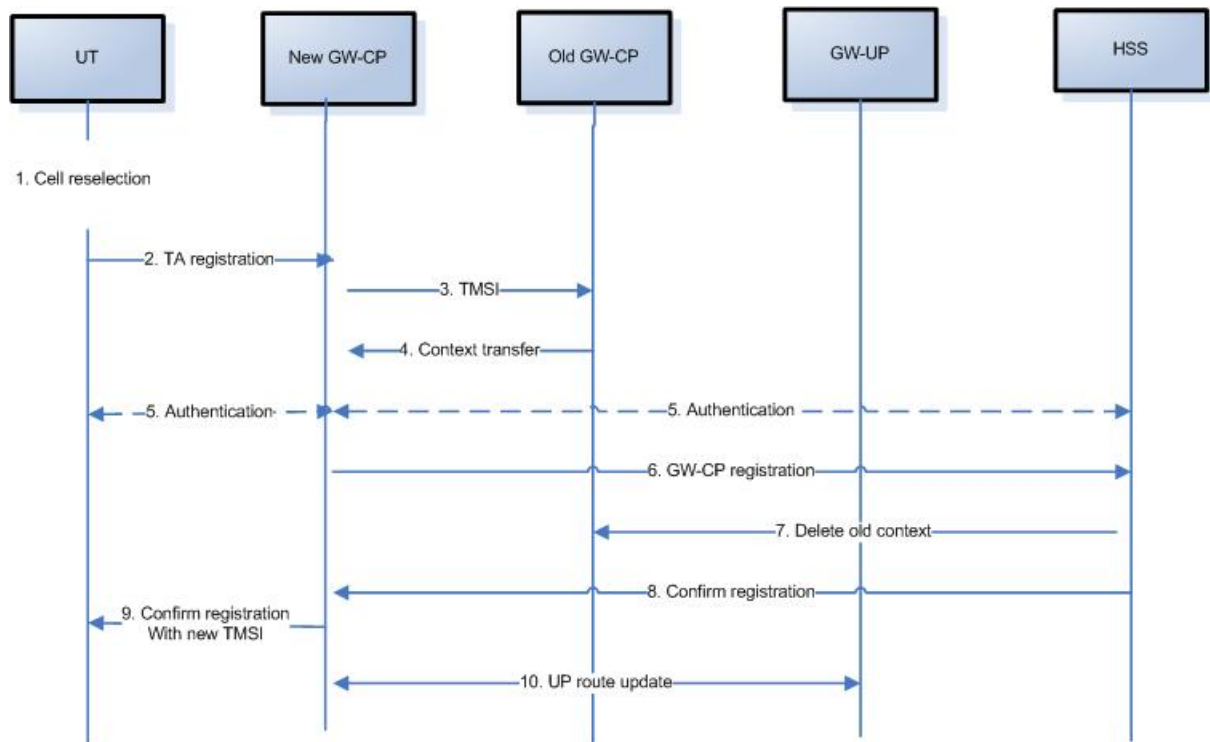 UT
New GW-CP
Old GW-CP
GW-UP
HSS
1. Cell reselection
2. TA registration
3. TMSI
4. Context transfer
5. Authentication
5. Authentication
6. GW-CP registration
7. Delete old context
8. Confirm registration
9. Confirm registration
With new TMSI
10. UP route update